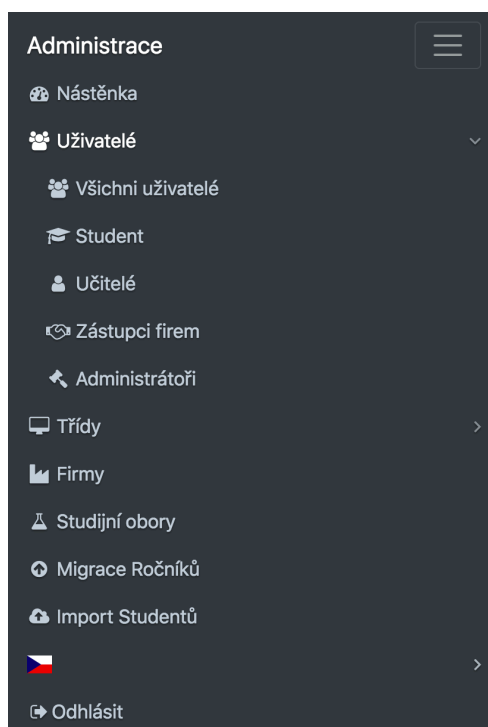 Administrace
Nástěnka
Uživatelé
Všichni uživatelé
Student
Učitelé
Zástupci firem
Administrátoři
Třídy
Firmy
Studijní obory
Migrace Ročníků
Import Studentů
Odhlásit